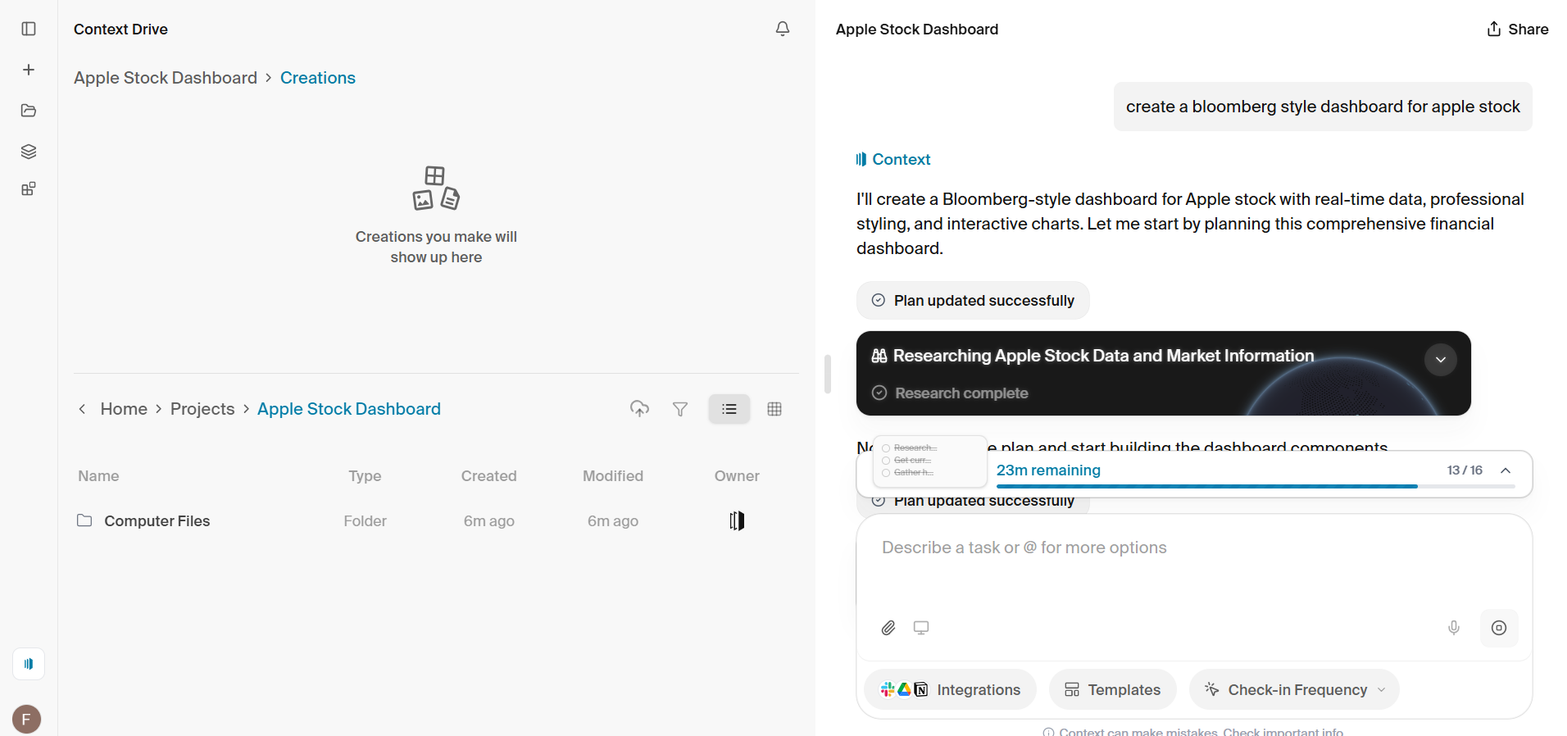 Context Drive
Apple Stock Dashboard > Creations
Creations you make will
show up here
Home > Projects > Apple Stock Dashboard
Name Type Created Modified Owner
Computer Files Folder 6m ago 6m ago
F
Apple Stock Dashboard
Share
create a bloomberg style dashboard for apple stock
Context
I'll create a Bloomberg-style dashboard for Apple stock with real-time data, professional
styling, and interactive charts. Let me start by planning this comprehensive financial
dashboard.
Plan updated successfully
Researching Apple Stock Data and Market Information
Research complete
plan and start building the dashboard components
Research...
Get curr...
Gather h...
23m remaining
13 / 16
Plan updated successfully
Describe a task or @ for more options
Integrations
Templates
Check-in Frequency
Context can make mistakes. Check important info